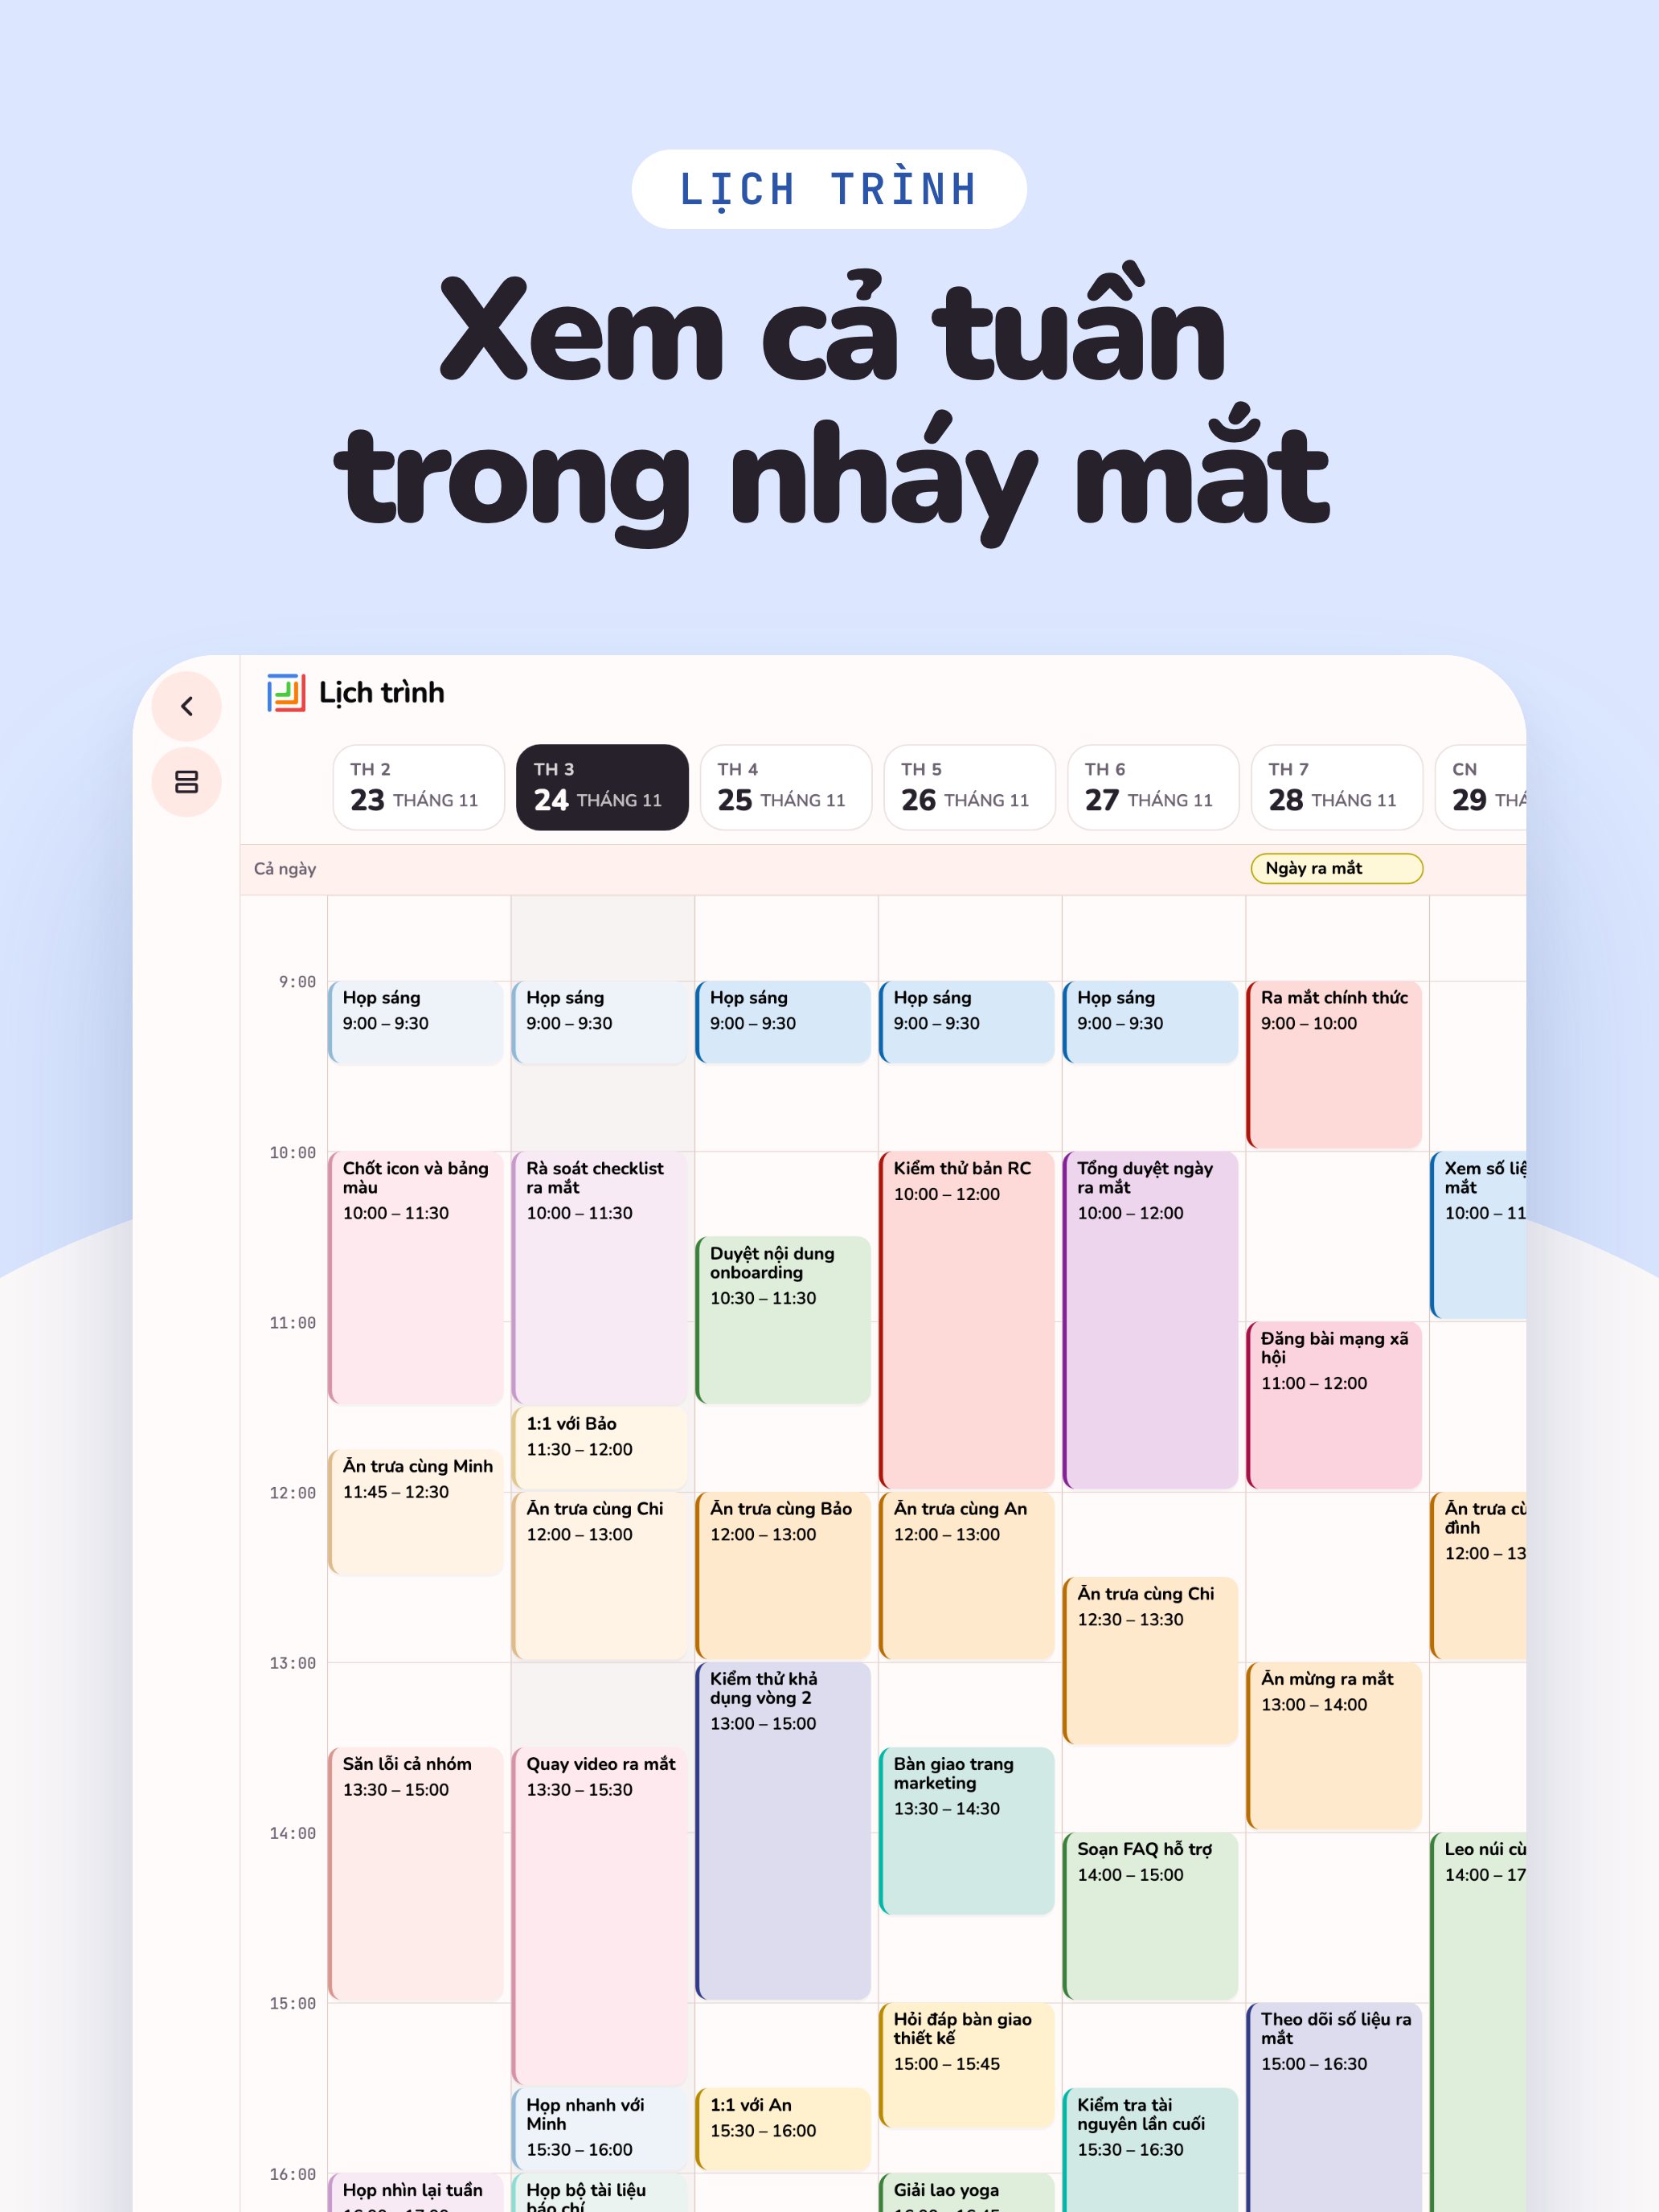 LỊCH TRÌNH
Xem cả tuần
trong nháy mắt
Lịch trình
TH 2
23 THÁNG 11
TH 3
24 THÁNG 11
TH 4
25 THÁNG 11
TH 5
26 THÁNG 11
TH 6
27 THÁNG 11
TH 7
28 THÁNG 11
CN
29
Cả ngày
Ngày ra mắt
9:00
10:00
11:00
12:00
13:00
14:00
15:00
16:00
Họp sáng
9:00 – 9:30
Chốt icon và bảng
màu
10:00 – 11:30
Ăn trưa cùng Minh
11:45 – 12:30
Săn lỗi cả nhóm
13:30 – 15:00
Họp nhìn lại tuần
Họp sáng
9:00 – 9:30
Rà soát checklist
ra mắt
10:00 – 11:30
1:1 với Bảo
11:30 – 12:00
Ăn trưa cùng Chi
12:00 – 13:00
Quay video ra mắt
13:30 – 15:30
Họp nhanh với
Minh
15:30 – 16:00
Họp bộ tài liệu
báo chí
Họp sáng
9:00 – 9:30
Duyệt nội dung
onboarding
10:30 – 11:30
Ăn trưa cùng Bảo
12:00 – 13:00
Kiểm thử khả
dụng vòng 2
13:00 – 15:00
1:1 với An
15:30 – 16:00
Họp sáng
9:00 – 9:30
Kiểm thử bản RC
10:00 – 12:00
Ăn trưa cùng An
12:00 – 13:00
Bàn giao trang
marketing
13:30 – 14:30
Hỏi đáp bàn giao
thiết kế
15:00 – 15:45
Giải lao yoga
Họp sáng
9:00 – 9:30
Tổng duyệt ngày
ra mắt
10:00 – 12:00
Ăn trưa cùng Chi
12:30 – 13:30
Soạn FAQ hỗ trợ
14:00 – 15:00
Kiểm tra tài
nguyên lần cuối
15:30 – 16:30
Ra mắt chính thức
9:00 – 10:00
Đăng bài mạng xã
hội
11:00 – 12:00
Ăn mừng ra mắt
13:00 – 14:00
Theo dõi số liệu ra
mắt
15:00 – 16:30
Xem số
mắt
10:00 –
Ăn trưa
đình
12:00 –
Leo núi
14:00 –